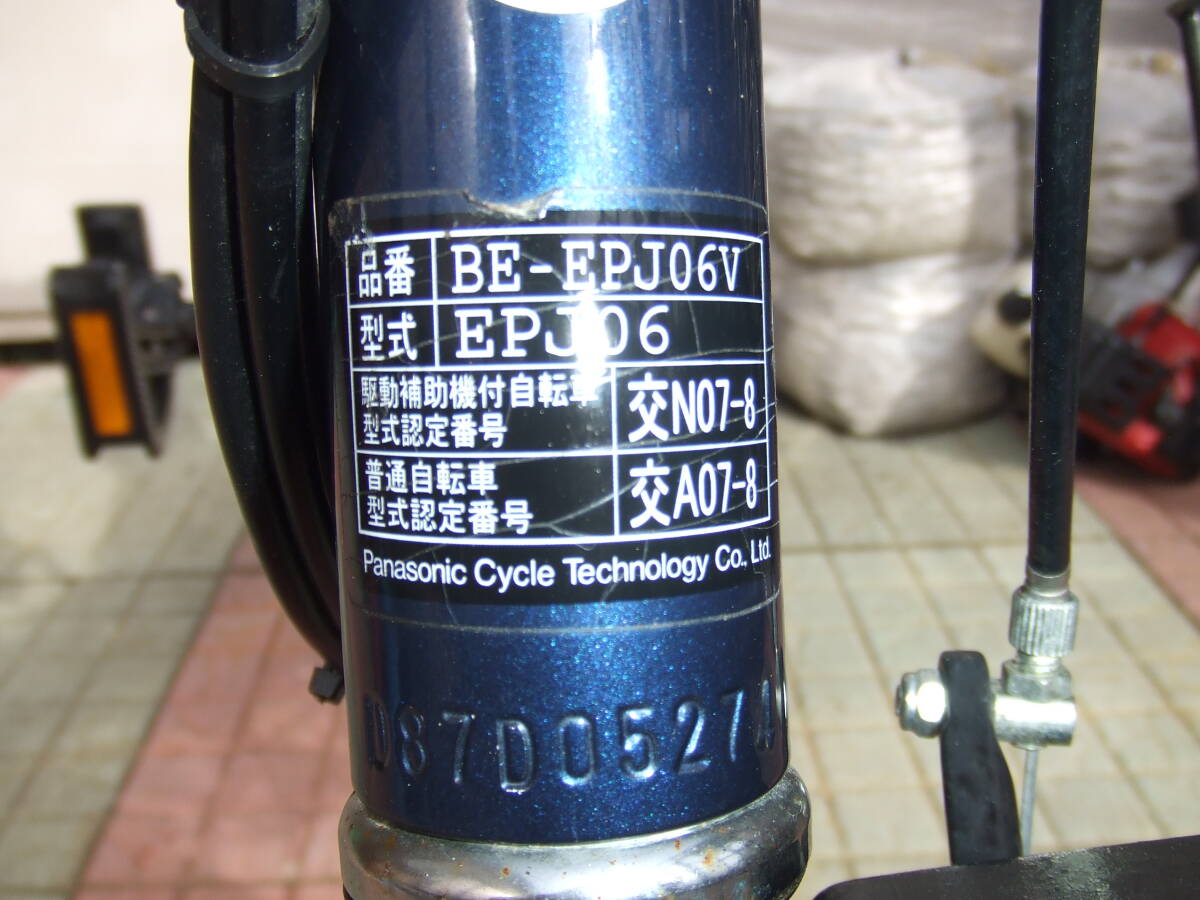 品番 BE-EPJ06V
型式 EPJ06
駆動補助機付自転車 交N07-8
型式認定番号
普通自転車 交A07-8
型式認定番号
Panasonic Cycle Technology Co., Ltd.